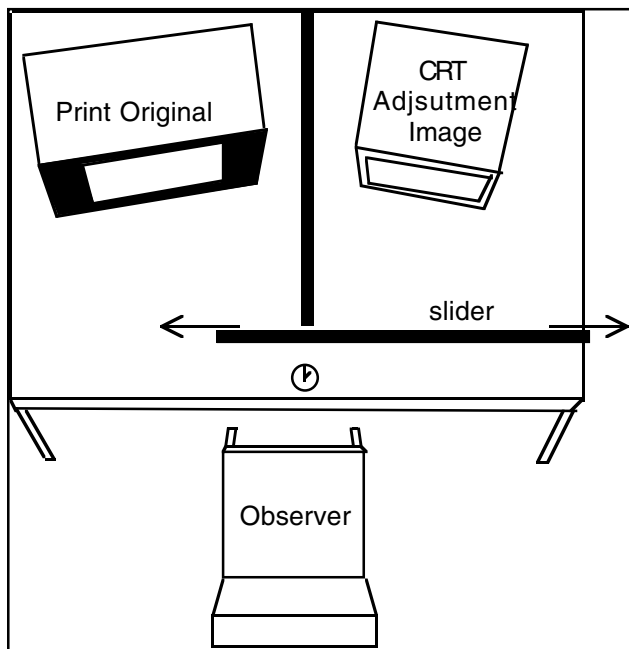 Print Original
CRT
Adjsutment
Image
slider
Observer